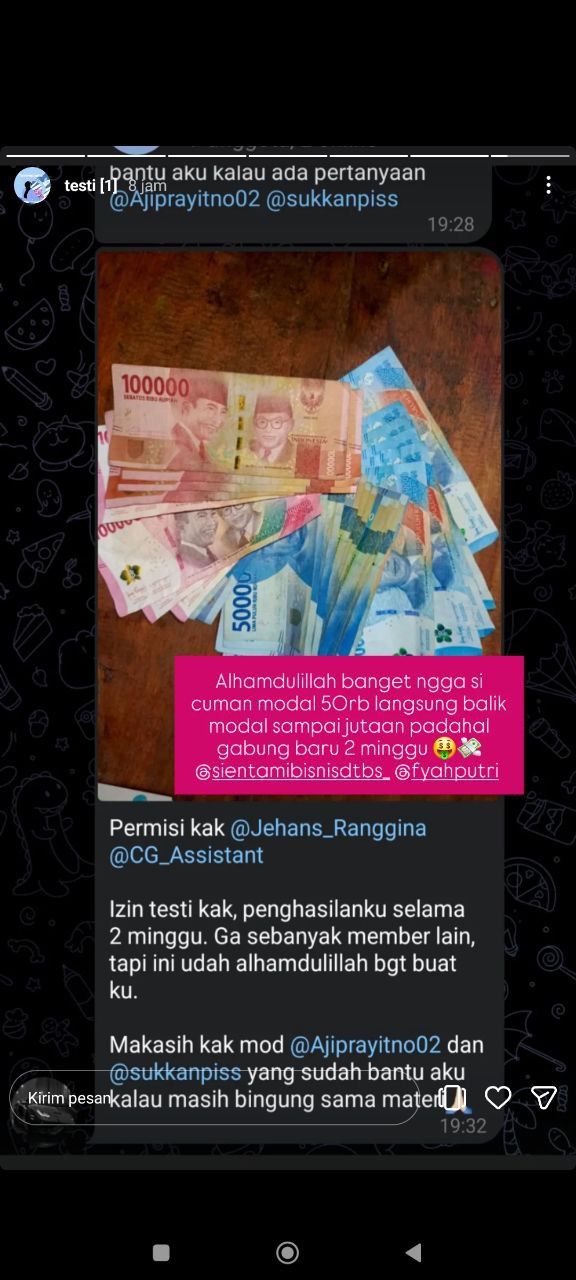 testi [1] 8 jam
bantu aku kalau ada pertanyaan
@Ajiprayitno02 @sukkanpiss
19:28
100000
SERATUS RIBU RUPIAH
INDONESIA
100000
50000
Alhamdulillah banget ngga si
cuman modal 50rb langsung balik
modal sampai jutaan padahal
gabung baru 2 minggu 🤑💸
@sientamibisnisdtbs_ @fyahputri
Permisi kak @Jehans_Ranggina
@CG_Assistant
Izin testi kak, penghasilanku selama
2 minggu. Ga sebanyak member lain,
tapi ini udah alhamdulillah bgt buat
ku.
Makasih kak mod @Ajiprayitno02 dan
@sukkanpiss yang sudah bantu aku
kalau masih bingung sama materi🙏🏻
Kirim pesan
19:32